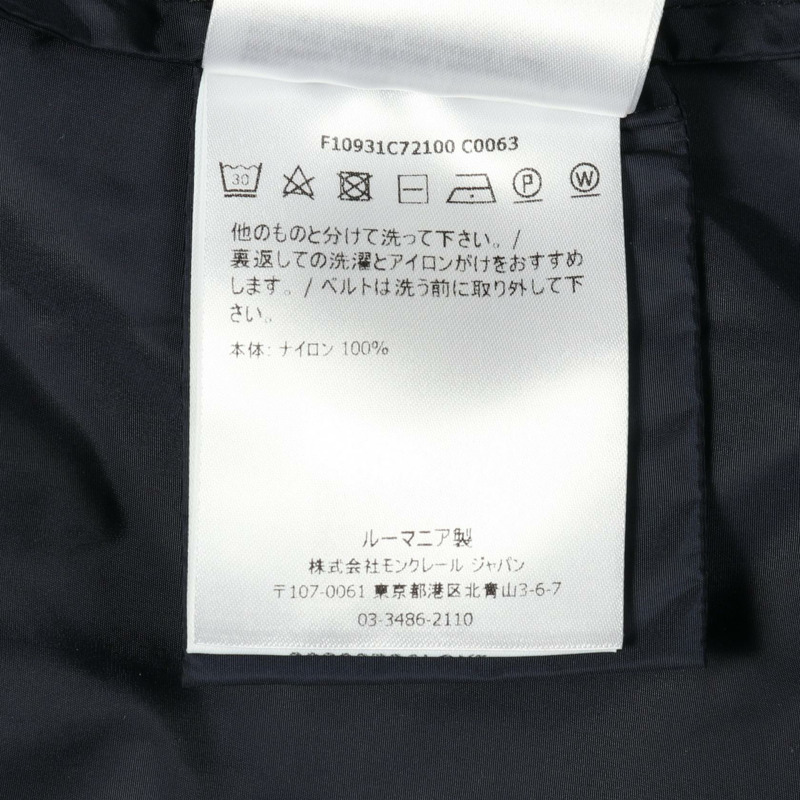 F10931C72100 C0063
30 P W
他のものと分けて洗って下さい。/
裏返しての洗濯とアイロンがけをおすすめ
します。/ ベルトは洗う前に取り外して下
さい。
本体: ナイロン 100%
ルーマニア製
株式会社モンクレール ジャパン
〒107-0061 東京都港区北青山3-6-7
03-3486-2110